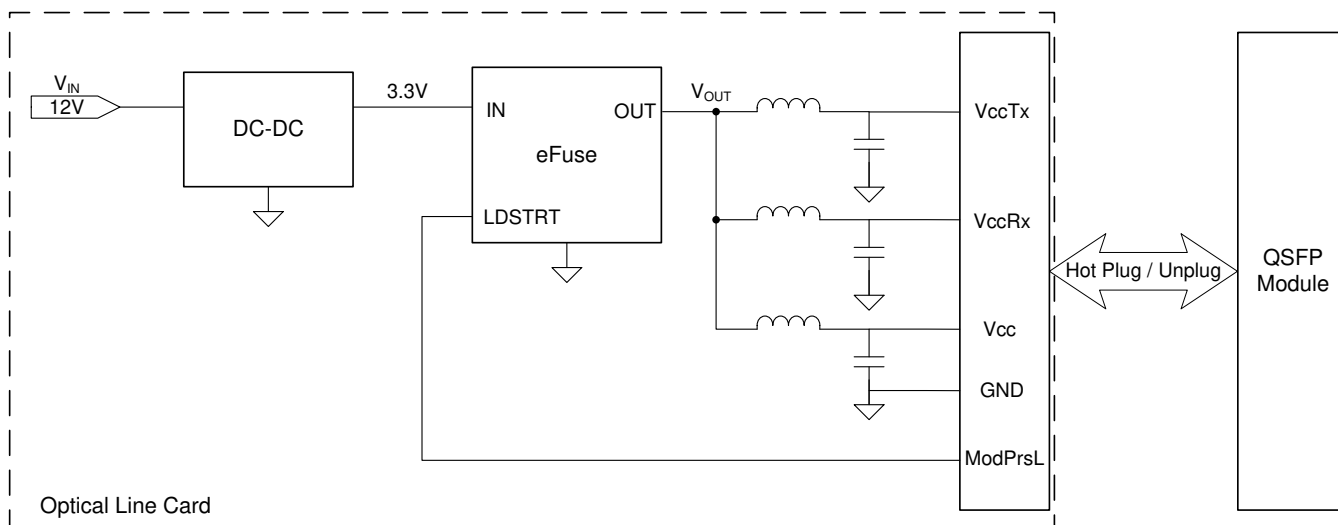 VIN
12V
DC-DC
3.3V
IN
OUT
eFuse
LDSTRT
VOUT
VccTx
VccRx
Vcc
GND
ModPrsL
Hot Plug / Unplug
QSFP
Module
Optical Line Card